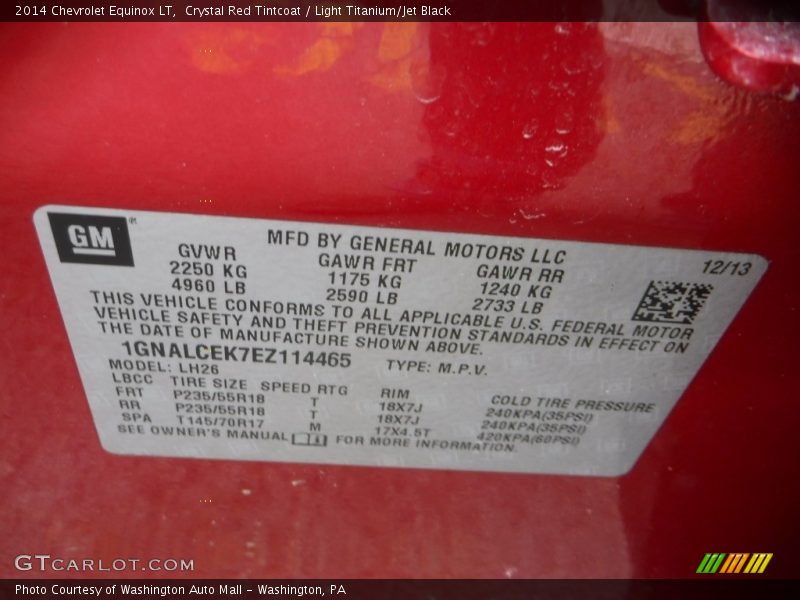 2014 Chevrolet Equinox LT,  Crystal Red Tintcoat / Light Titanium/Jet Black
GM
MFD BY GENERAL MOTORS LLC
12/13
GVWR GAWR FRT GAWR RR
2250 KG 1175 KG 1240 KG
4960 LB 2590 LB 2733 LB
THIS VEHICLE CONFORMS TO ALL APPLICABLE U.S. FEDERAL MOTOR
VEHICLE SAFETY AND THEFT PREVENTION STANDARDS IN EFFECT ON
THE DATE OF MANUFACTURE SHOWN ABOVE.
1GNALCEK7EZ114465 TYPE: M.P.V.
MODEL: LH26
LBCC TIRE SIZE SPEED RTG RIM COLD TIRE PRESSURE
FRT P235/55R18 T 18X7J 240KPA(35PSI)
RR P235/55R18 T 18X7J 240KPA(35PSI)
SPA T145/70R17 M 17X4.5T 420KPA(60PSI)
SEE OWNER'S MANUAL FOR MORE INFORMATION.
GTCARLOT.COM
Photo Courtesy of Washington Auto Mall - Washington, PA